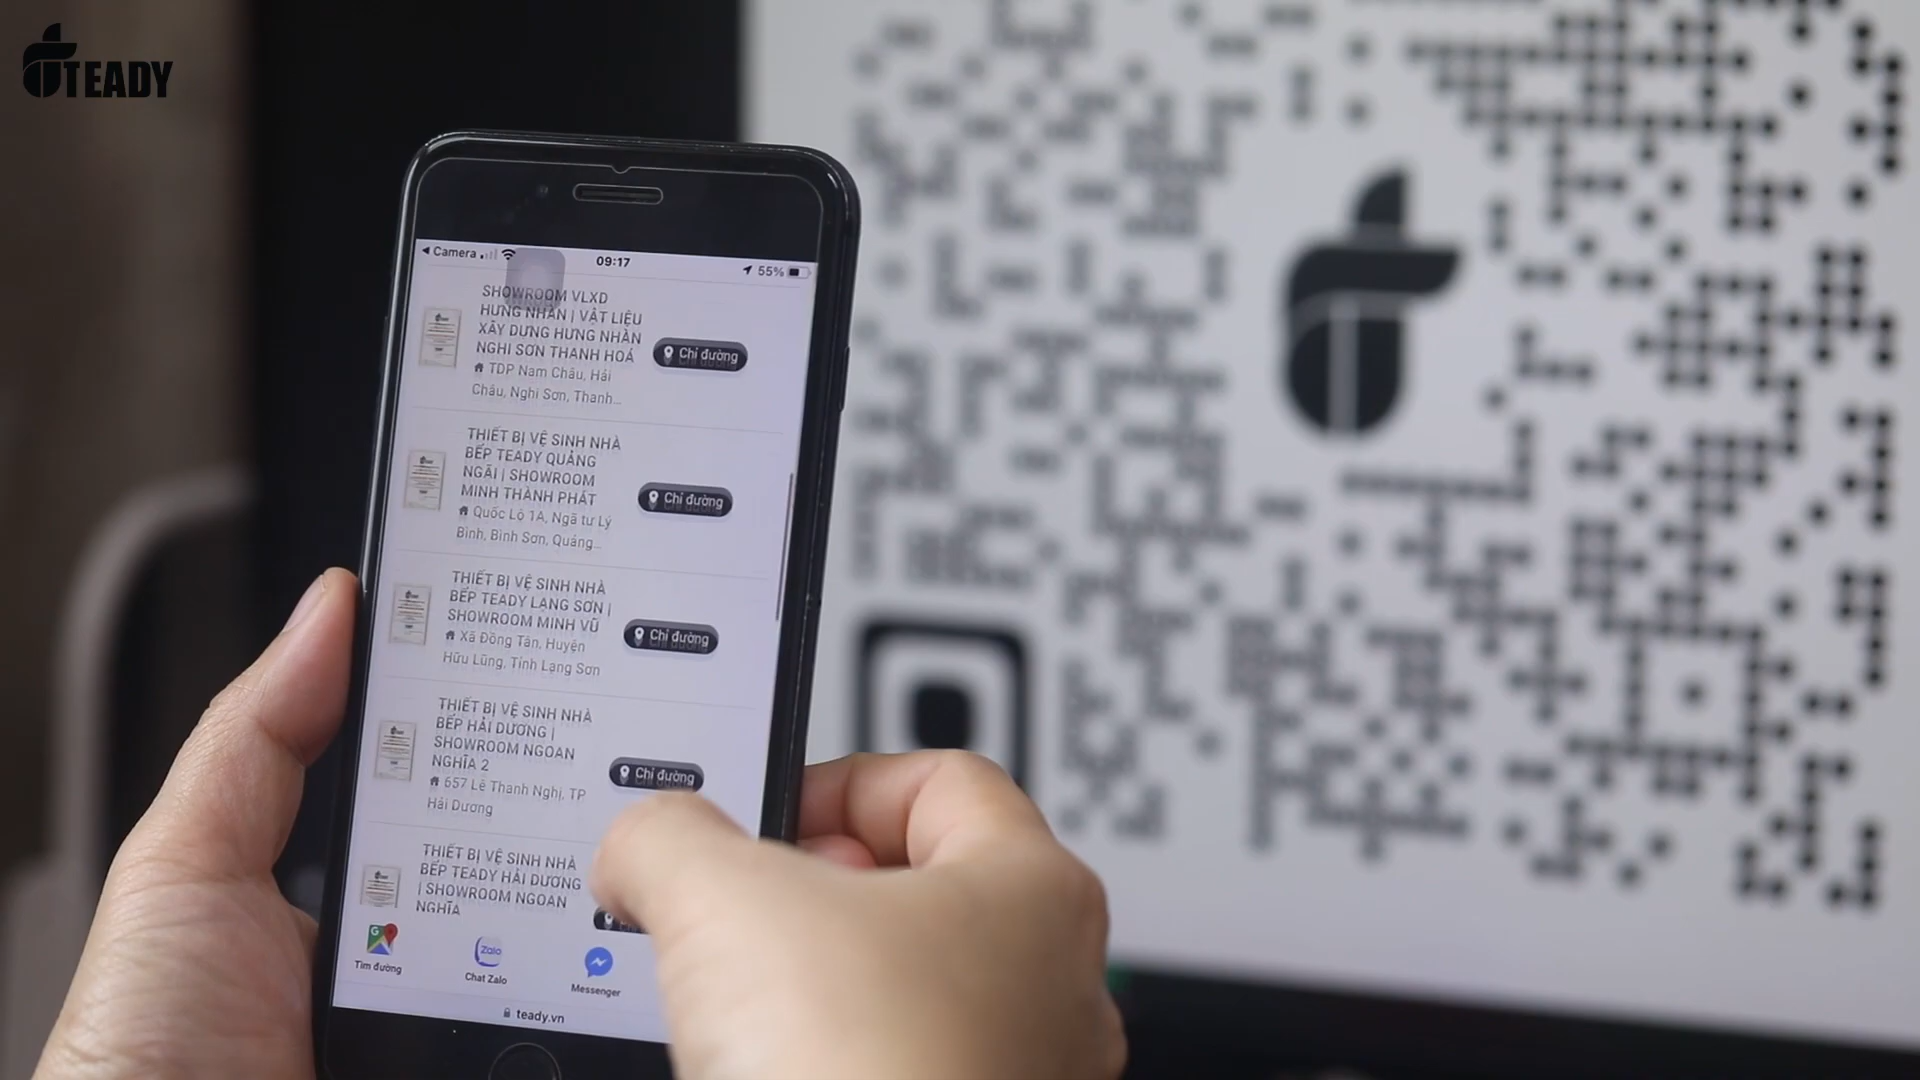 TEADY
Camera
09:17
55%
SHOWROOM VLXD
HƯNG NHÀN | VẬT LIỆU
XÂY DỰNG HƯNG NHÀN
NGHI SƠN THANH HOÁ
Chỉ đường
TDP Nam Châu, Hải
Châu, Nghi Sơn, Thanh...
THIẾT BỊ VỆ SINH NHÀ
BẾP TEADY QUẢNG
NGÃI | SHOWROOM
MINH THÀNH PHÁT
Chỉ đường
Quốc Lộ 1A, Ngã tư Lý
Bình, Bình Sơn, Quảng...
THIẾT BỊ VỆ SINH NHÀ
BẾP TEADY LẠNG SƠN |
SHOWROOM MINH VŨ
Chỉ đường
Xã Đồng Tân, Huyện
Hữu Lũng, Tỉnh Lạng Sơn
THIẾT BỊ VỆ SINH NHÀ
BẾP HẢI DƯƠNG |
SHOWROOM NGOAN
NGHĨA 2
Chỉ đường
657 Lê Thanh Nghị, TP
Hải Dương
THIẾT BỊ VỆ SINH NHÀ
BẾP TEADY HẢI DƯƠNG
| SHOWROOM NGOAN
NGHĨA
Tìm đường
Zalo
Chat Zalo
Messenger
teady.vn